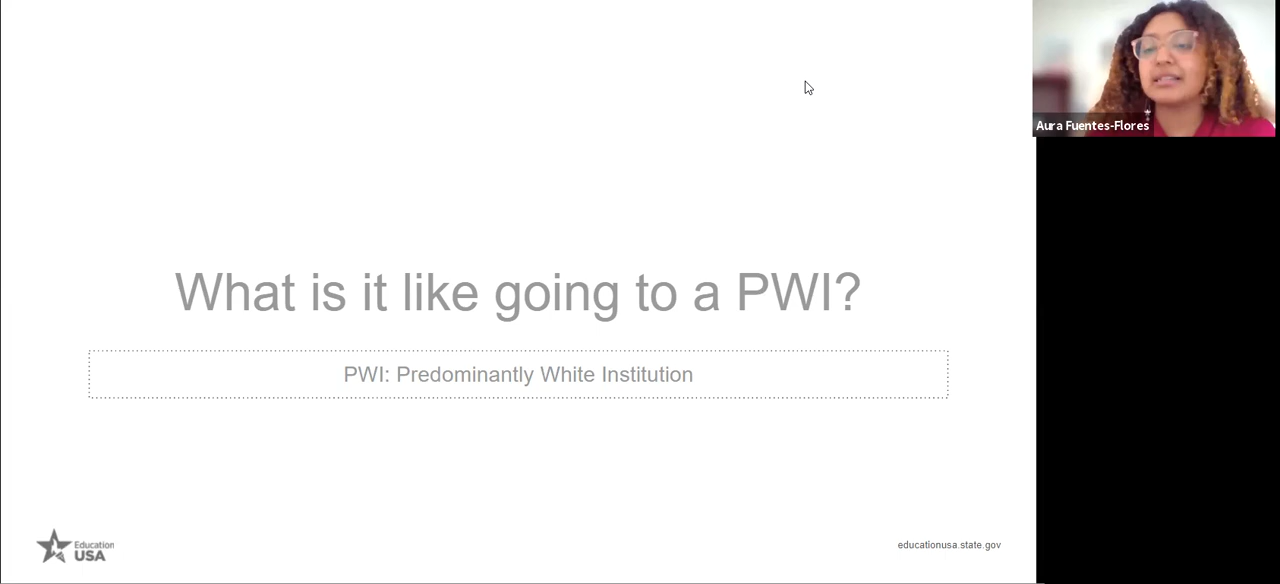 Aura Fuentes-Flores
What is it like going to a PWI?
PWI: Predominantly White Institution
Education
USA
educationusa.state.gov